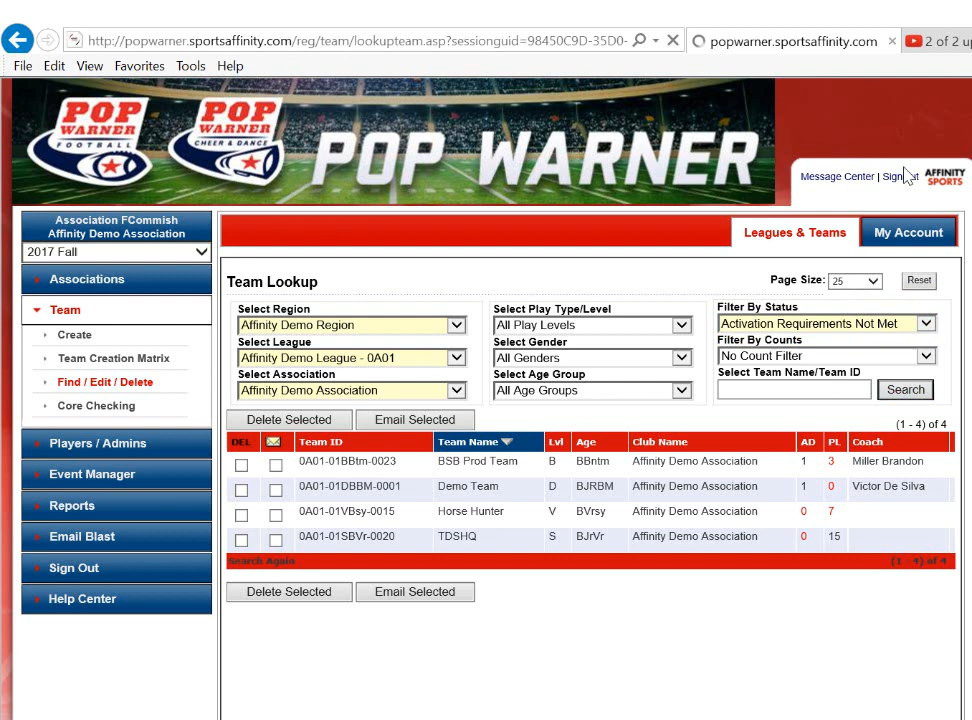 http://popwarner.sportsaffinity.com/reg/team/lookupteam.asp?sessionguid=98450C9D-35D0-
popwarner.sportsaffinity.com
2 of 2 up
File Edit View Favorites Tools Help
POP WARNER FOOTBALL
POP WARNER CHEER & DANCE
POP WARNER
Message Center | Sign
AFFINITY SPORTS
Association FCommish
Affinity Demo Association
2017 Fall
Leagues & Teams
My Account
Associations
Team
Create
Team Creation Matrix
Find / Edit / Delete
Core Checking
Players / Admins
Event Manager
Reports
Email Blast
Sign Out
Help Center
Team Lookup
Page Size: 25 Reset
Select Region
Affinity Demo Region
Select League
Affinity Demo League - 0A01
Select Association
Affinity Demo Association
Select Play Type/Level
All Play Levels
Select Gender
All Genders
Select Age Group
All Age Groups
Filter By Status
Activation Requirements Not Met
Filter By Counts
No Count Filter
Select Team Name/Team ID
Search
Delete Selected Email Selected
(1 - 4) of 4
DEL Team ID Team Name Lvl Age Club Name AD PL Coach
0A01-01BBtm-0023 BSB Prod Team B BBntm Affinity Demo Association 1 3 Miller Brandon
0A01-01DBBM-0001 Demo Team D BJRBM Affinity Demo Association 1 0 Victor De Silva
0A01-01VBsy-0015 Horse Hunter V BVrsy Affinity Demo Association 0 7
0A01-01SBVr-0020 TDSHQ S BJrVr Affinity Demo Association 0 15
Search Again (1 - 4) of 4
Delete Selected Email Selected